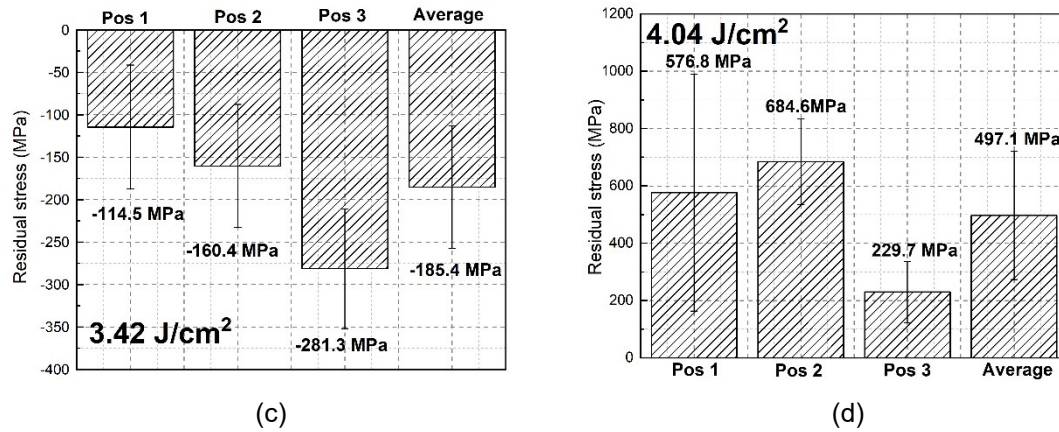 Pos 1 Pos 2 Pos 3 Average
0
-50
-100
-150
-200
-250
-300
-350
-400
Residual stress (MPa)
-114.5 MPa
-160.4 MPa
-281.3 MPa
-185.4 MPa
3.42 J/cm²
(c)
1200
1000
800
600
400
200
0
Residual stress (MPa)
4.04 J/cm²
576.8 MPa
684.6MPa
229.7 MPa
497.1 MPa
Pos 1 Pos 2 Pos 3 Average
(d)